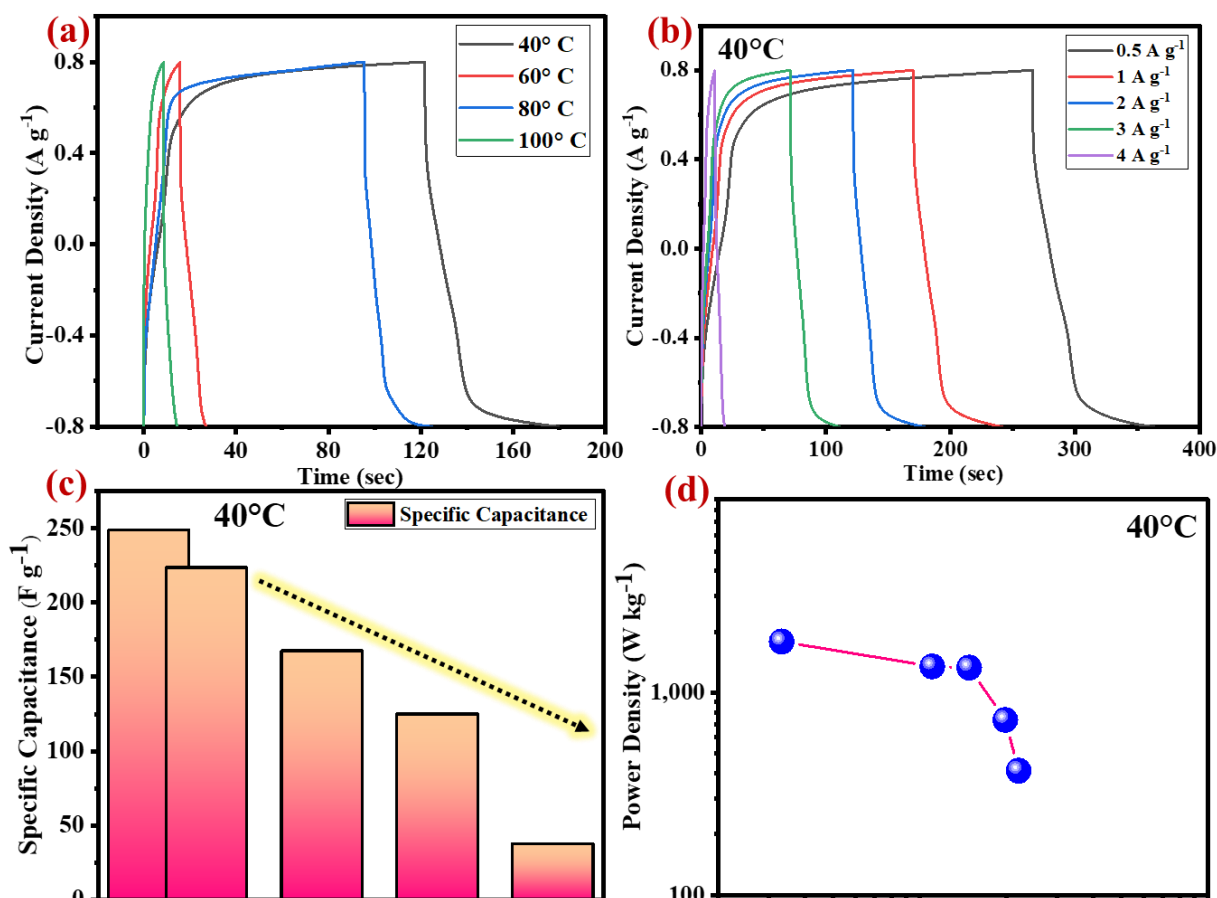 (a)
40° C
60° C
80° C
100° C
Current Density (A g-1)
0.8
0.4
0.0
-0.4
-0.8
0
40
80
120
160
200
Time (sec)
(b)
40°C
0.5 A g-1
1 A g-1
2 A g-1
3 A g-1
4 A g-1
Current Density (A g-1)
0.8
0.4
0.0
-0.4
-0.8
0
100
200
300
400
Time (sec)
(c)
40°C
Specific Capacitance
Specific Capacitance (F g-1)
250
200
150
100
50
0
(d)
40°C
Power Density (W kg-1)
1,000
100